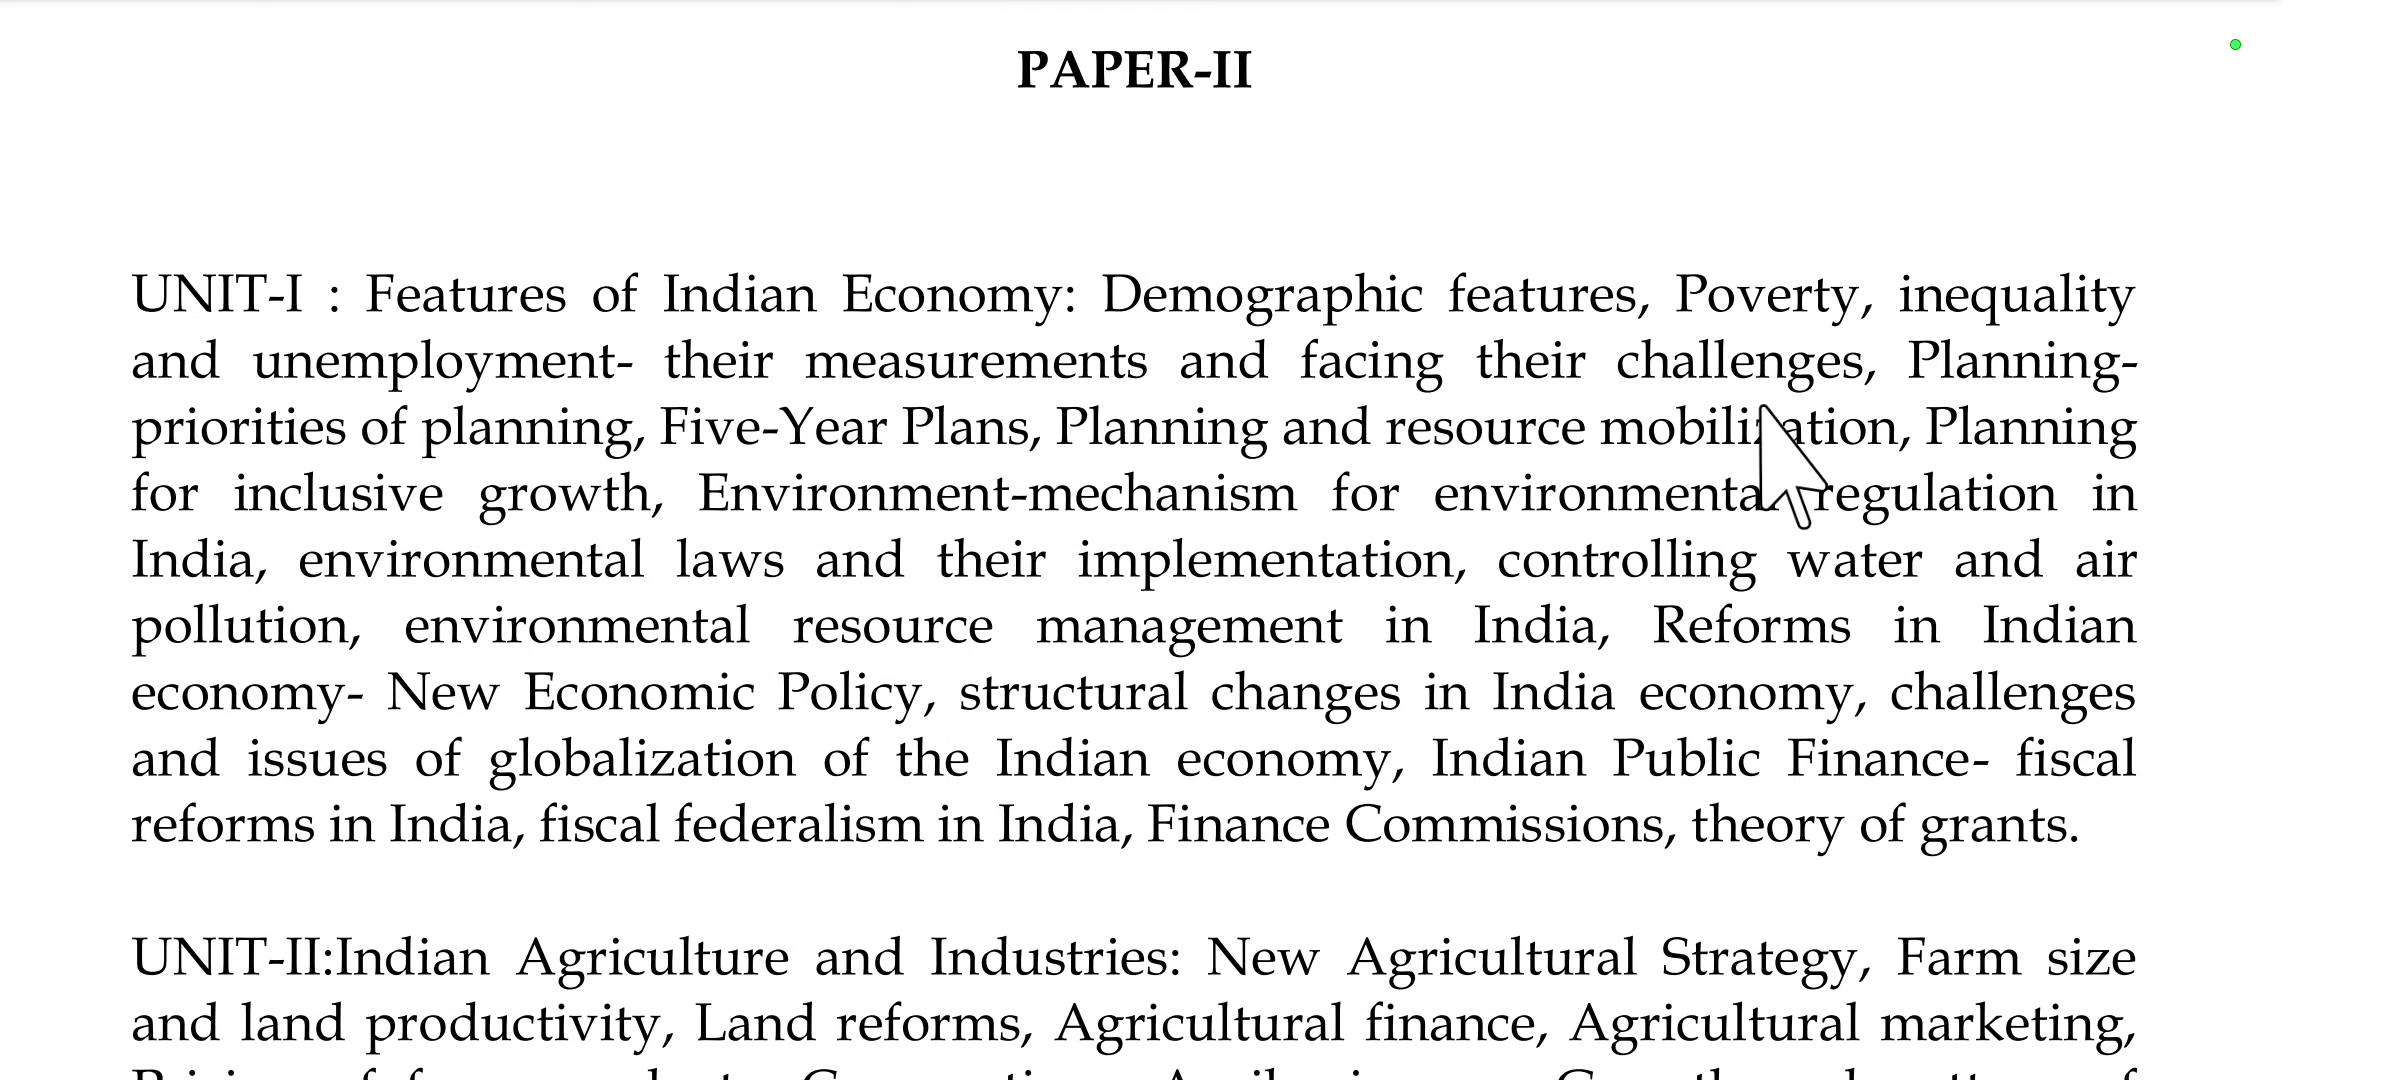 PAPER-II
UNIT-I : Features of Indian Economy: Demographic features, Poverty, inequality
and unemployment- their measurements and facing their challenges, Planning-
priorities of planning, Five-Year Plans, Planning and resource mobilization, Planning
for inclusive growth, Environment-mechanism for environmental regulation in
India, environmental laws and their implementation, controlling water and air
pollution, environmental resource management in India, Reforms in Indian
economy- New Economic Policy, structural changes in India economy, challenges
and issues of globalization of the Indian economy, Indian Public Finance- fiscal
reforms in India, fiscal federalism in India, Finance Commissions, theory of grants.
UNIT-II:Indian Agriculture and Industries: New Agricultural Strategy, Farm size
and land productivity, Land reforms, Agricultural finance, Agricultural marketing,